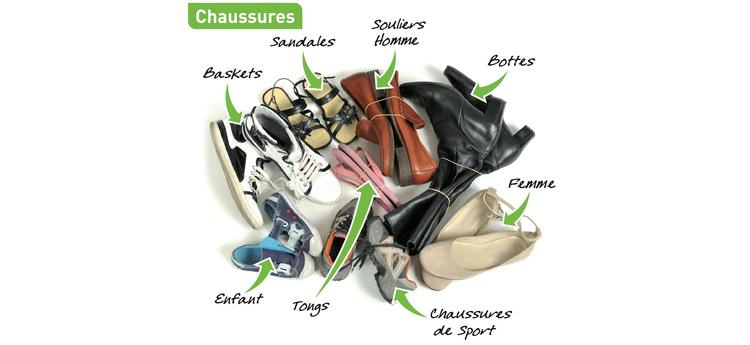 Chaussures
Souliers
Homme
Sandales
Bottes
Baskets
Femme
Enfant
Tongs
Chaussures
de Sport